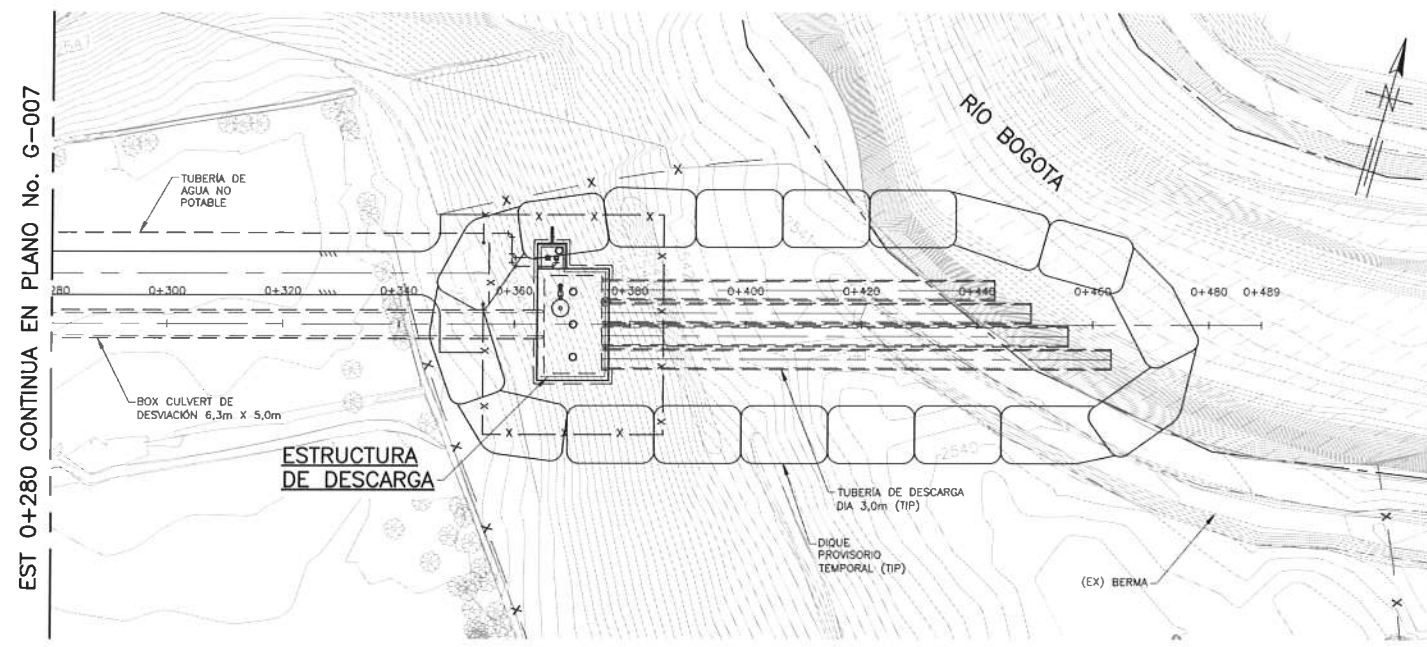 EST 0+280 CONTINUA EN PLANO No. G-007
TUBERÍA DE
AGUA NO
POTABLE
RÍO BOGOTA
N
280
0+300
0+320
0+340
0+360
0+380
0+400
0+420
0+440
0+460
0+480
0+489
BOX CULVERT DE
DESVIACIÓN 6,3m X 5,0m
ESTRUCTURA
DE DESCARGA
2541
2540
TUBERÍA DE DESCARGA
DIA 3,0m (TIP)
DIQUE
PROVISORIO
TEMPORAL (TIP)
(EX) BERMA